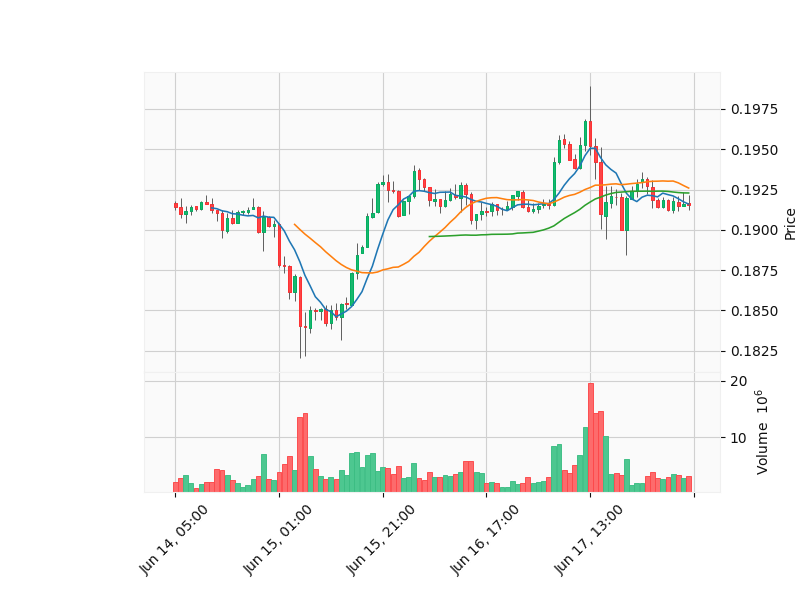 0.1975
0.1950
0.1925
0.1900
0.1875
0.1850
0.1825
Price
20
10
Volume 10⁶
Jun 14, 05:00
Jun 15, 01:00
Jun 15, 21:00
Jun 16, 17:00
Jun 17, 13:00